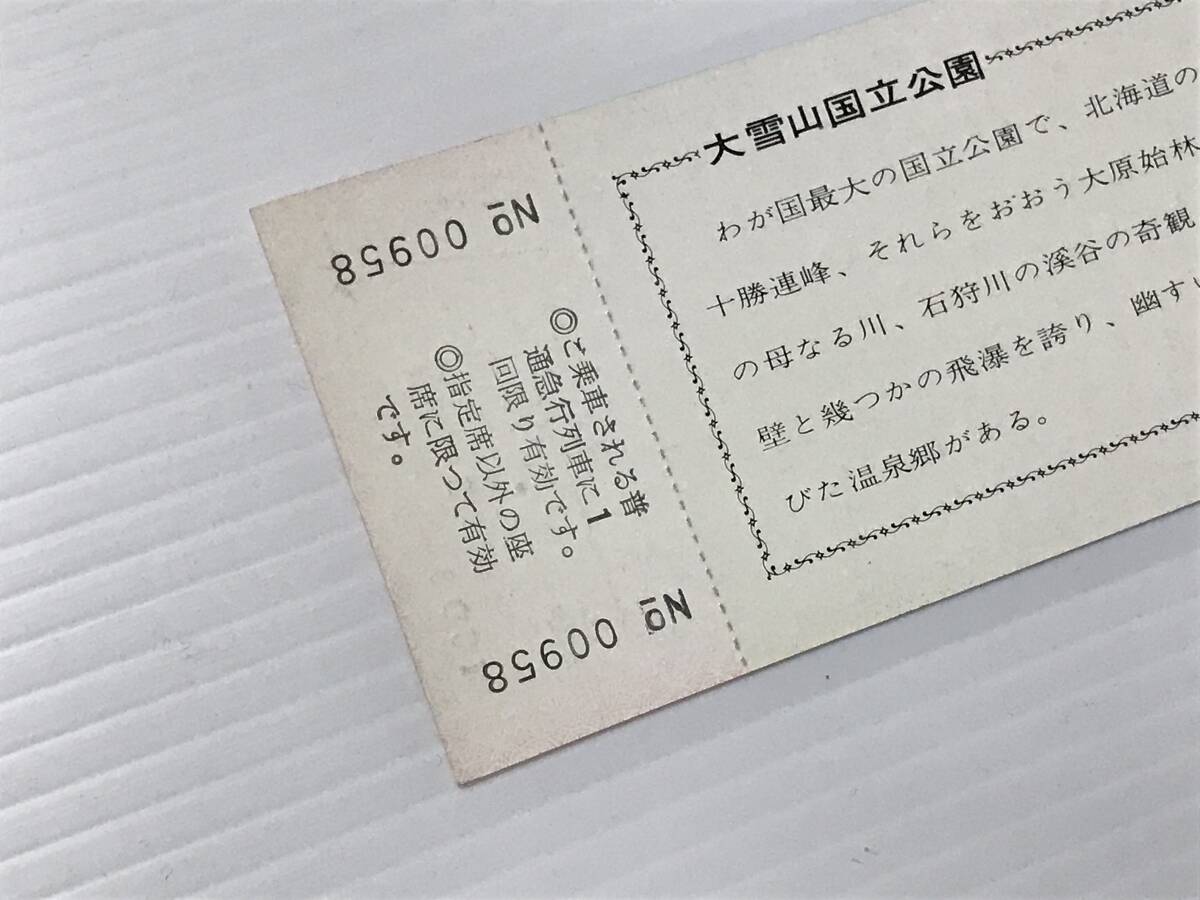 大雪山国立公園
わが国最大の国立公園で、北海道の
十勝連峰、それらをおおう大原始林
の母なる川、石狩川の溪谷の奇観
壁と幾つかの飛瀑を誇り、幽すい
びた温泉郷がある。
№ 00958
◎ご乗車される普
通急行列車に1
回限り有効です。
◎指定席以外の座
席に限つて有効
です。
№ 00958